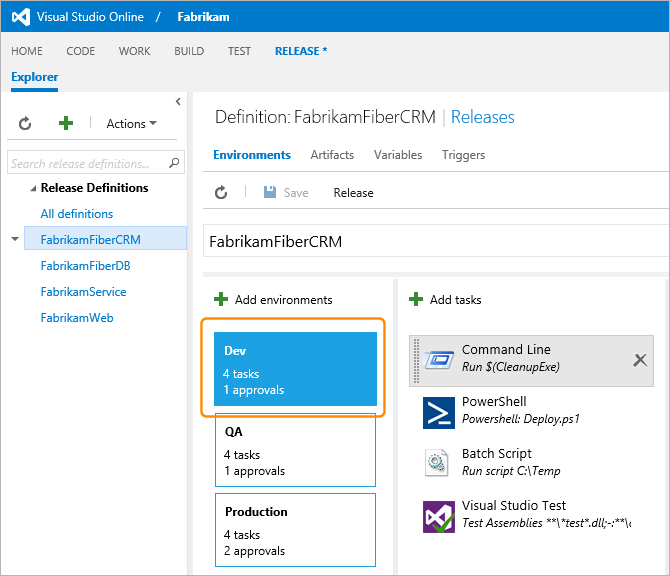 Visual Studio Online / Fabrikam
HOME CODE WORK BUILD TEST RELEASE *
Explorer
Actions
Search release definitions...
Release Definitions
All definitions
FabrikamFiberCRM
FabrikamFiberDB
FabrikamService
FabrikamWeb
Definition: FabrikamFiberCRM | Releases
Environments Artifacts Variables Triggers
Save Release
FabrikamFiberCRM
Add environments
Dev
4 tasks
1 approvals
QA
4 tasks
1 approvals
Production
4 tasks
2 approvals
Add tasks
Command Line
Run $(CleanupExe)
PowerShell
Powershell: Deploy.ps1
Batch Script
Run script C:\Temp
Visual Studio Test
Test Assemblies **\*test*.dll;-:**\